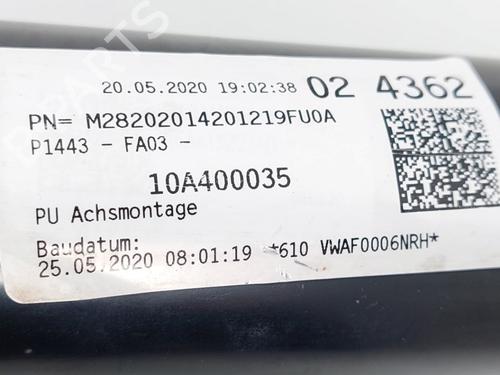 20.05.2020 19:02:38 02 4362
PN= M28202014201219FU0A
P1443 - FA03 -
10A400035
PU Achsmontage
Baudatum:
25.05.2020 08:01:19 *610 VWAF0006NRH*